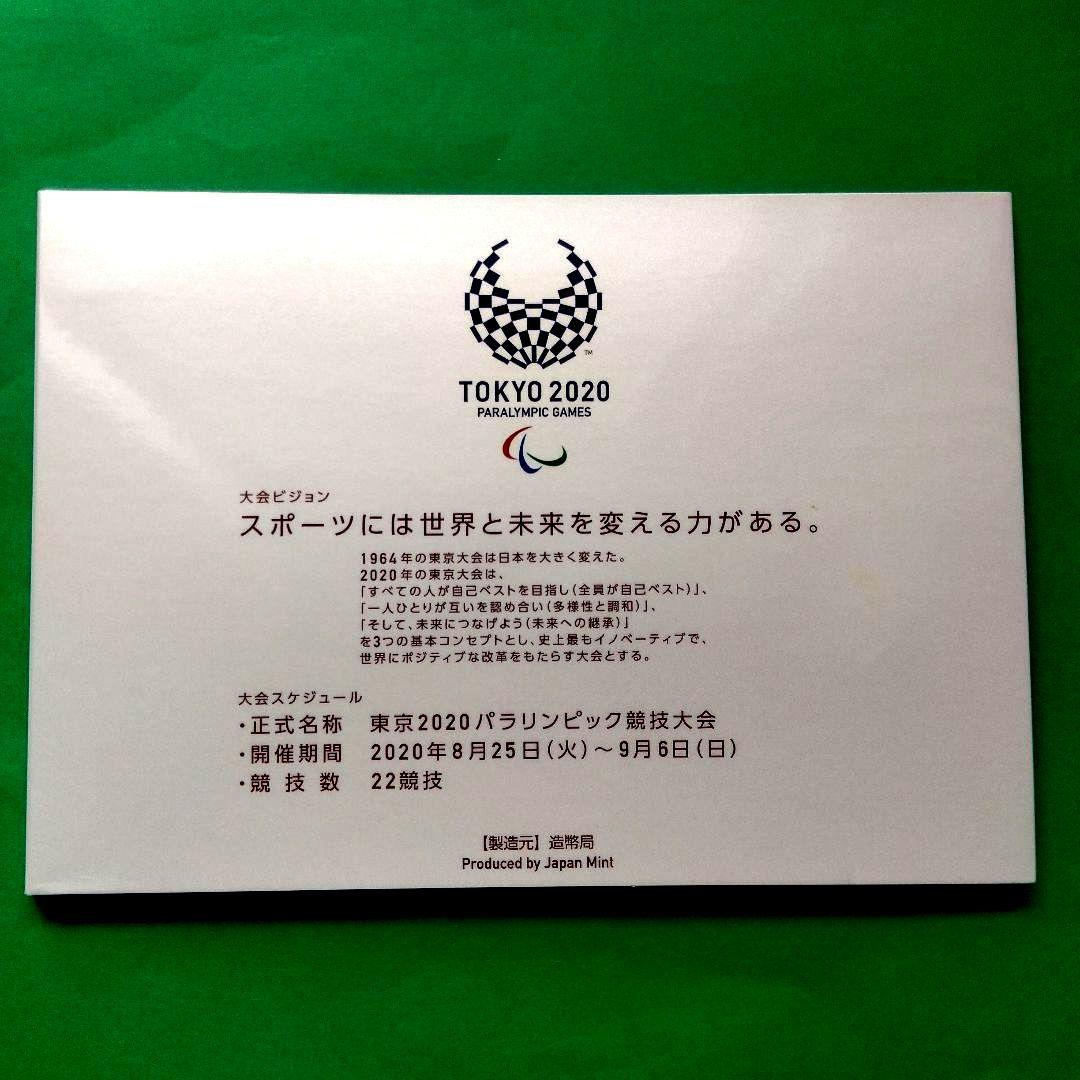 TM
TOKYO 2020
PARALYMPIC GAMES
大会ビジョン
スポーツには世界と未来を変える力がある。
1964年の東京大会は日本を大きく変えた。
2020年の東京大会は、
「すべての人が自己ベストを目指し(全員が自己ベスト)」、
「一人ひとりが互いを認め合い(多様性と調和)」、
「そして、未来につなげよう(未来への継承)」
を3つの基本コンセプトとし、史上最もイノベーティブで、
世界にポジティブな改革をもたらす大会とする。
大会スケジュール
・正式名称 東京2020パラリンピック競技大会
・開催期間 2020年8月25日(火)〜9月6日(日)
・競技数 22競技
【製造元】造幣局
Produced by Japan Mint